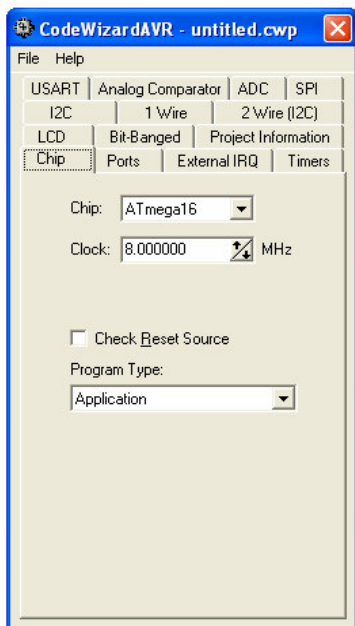 CodeWizardAVR - untitled.cwp
File Help
USART Analog Comparator ADC SPI
I2C 1 Wire 2 Wire (I2C)
LCD Bit-Banged Project Information
Chip Ports External IRQ Timers
Chip: ATmega16
Clock: 8.000000 MHz
Check Reset Source
Program Type:
Application